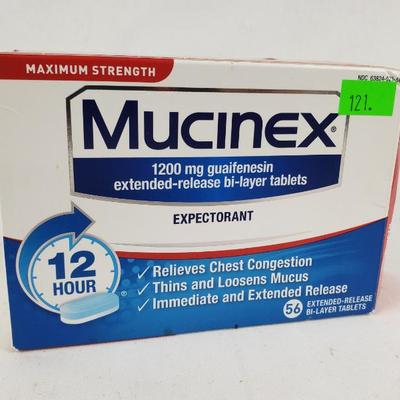 MAXIMUM STRENGTH
121.
Mucinex®
1200 mg guaifenesin
extended-release bi-layer tablets
EXPECTORANT
12
HOUR
®
✓ Relieves Chest Congestion
✓ Thins and Loosens Mucus
✓ Immediate and Extended Release
56 EXTENDED-RELEASE
BI-LAYER TABLETS